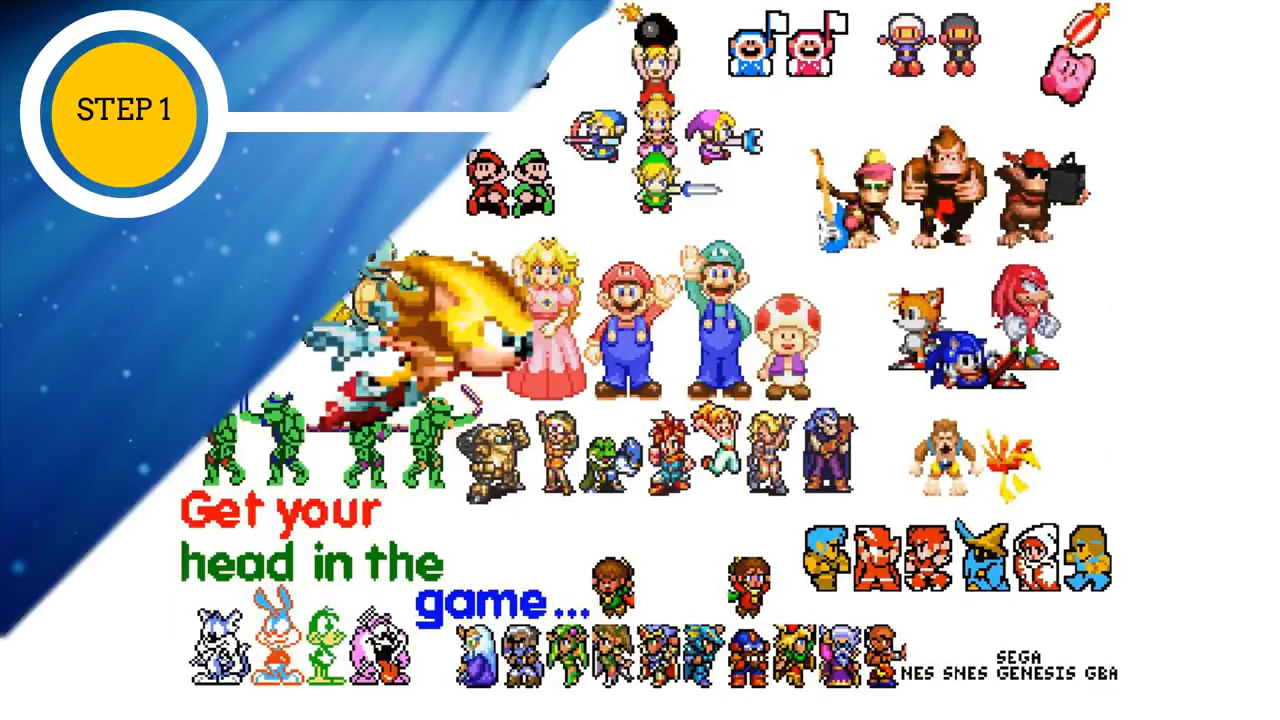 STEP 1
Get your
head in the
game...
SEGA
NES SNES GENESIS GBA